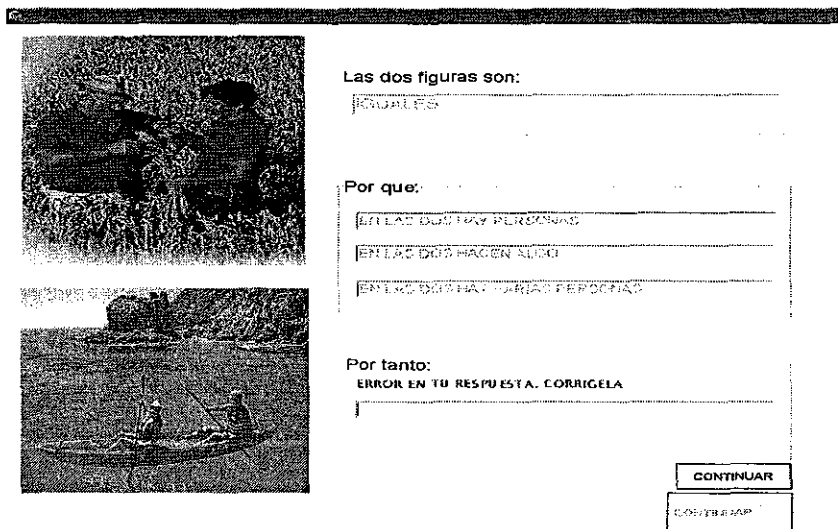 Las dos figuras son:
IGUALES
Por que:
EN LAS DOS HAY PERSONAS
EN LAS DOS HACEN ALGO
EN LAS DOS HAY VARIAS PERSONAS
Por tanto:
ERROR EN TU RESPUESTA. CORRIGELA
CONTINUAR
CONTINUAR